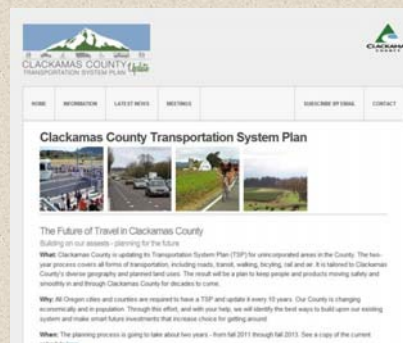 CLACKAMAS COUNTY
TRANSPORTATION SYSTEM PLAN Update
CLACKAMAS
COUNTY
HOME INFORMATION LATEST NEWS MEETINGS SUBSCRIBE BY EMAIL CONTACT
Clackamas County Transportation System Plan
The Future of Travel in Clackamas County
Building on our assests - planning for the future
What: Clackamas County is updating its Transportation System Plan (TSP) for unincorporated areas in the County. The two-
year process covers all forms of transportation, including roads, transit, walking, bicyling, rail and air. It is tailored to Clackamas
County's diverse geography and planned land uses. The result will be a plan to keep people and products moving safely and
smoothly in and through Clackamas County for decades to come.
Why: All Oregon cities and counties are required to have a TSP and update it every 10 years. Our County is changing
economically and in population. Through this effort, and with your help, we will identify the best ways to build upon our existing
system and make smart future investments that increase choice for getting around
When: The planning process is going to take about two years - from fall 2011 through fall 2013. See a copy of the current